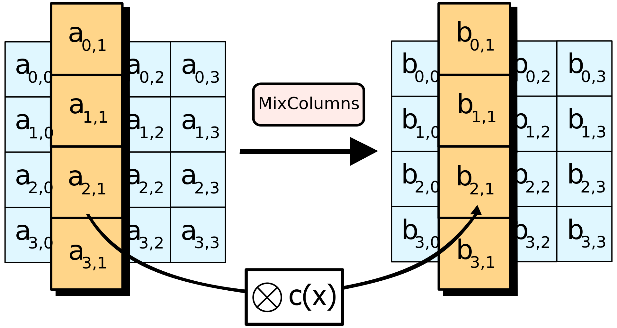 a0,1 b0,1
a0,0 a0,2 a0,3 MixColumns b0,0 b0,2 b0,3
a1,0 a1,1 a1,2 a1,3 b1,0 b1,1 b1,2 b1,3
a2,0 a2,1 a2,2 a2,3 b2,0 b2,1 b2,2 b2,3
a3,0 a3,1 a3,2 a3,3 b3,0 b3,1 b3,2 b3,3
⊗ c(x)